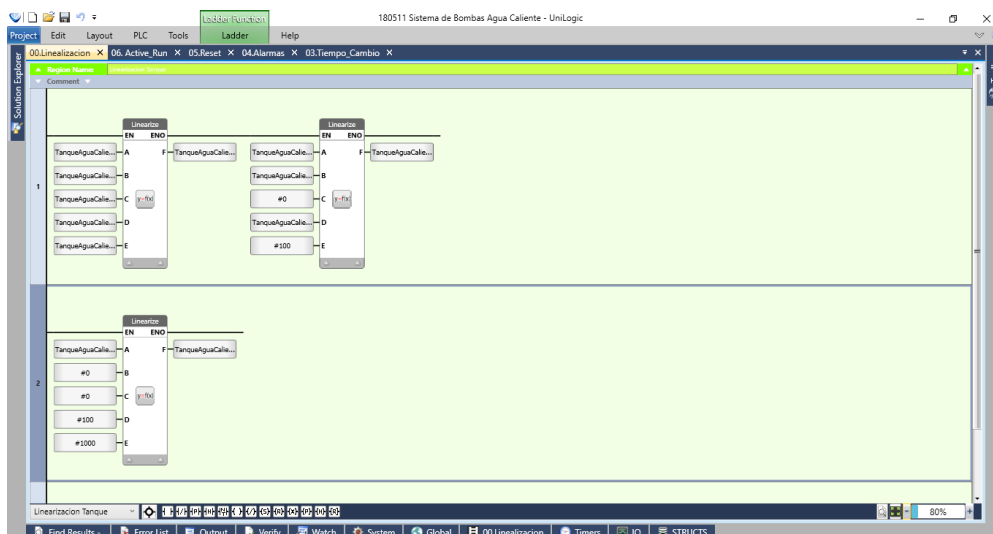 Ladder Function
180511 Sistema de Bombas Agua Caliente - UniLogic
Project Edit Layout PLC Tools Ladder Help
Solution Explorer
00.Linealizacion X 06. Active_Run X 05.Reset X 04.Alarmas X 03.Tiempo_Cambio X
Region Name
Comment
1
Linearize
EN ENO
TanqueAguaCalie... A F TanqueAguaCalie...
TanqueAguaCalie... B
TanqueAguaCalie... C y=f(x)
TanqueAguaCalie... D
TanqueAguaCalie... E
Linearize
EN ENO
TanqueAguaCalie... A F TanqueAguaCalie...
TanqueAguaCalie... B
#0 C y=f(x)
TanqueAguaCalie... D
#100 E
2
Linearize
EN ENO
TanqueAguaCalie... A F TanqueAguaCalie...
#0 B
#0 C y=f(x)
#100 D
#1000 E
Linearizacion Tanque
80%
Find Results - Error List Output Verify Watch System Global 00.Linealizacion Timers IO STRUCTS